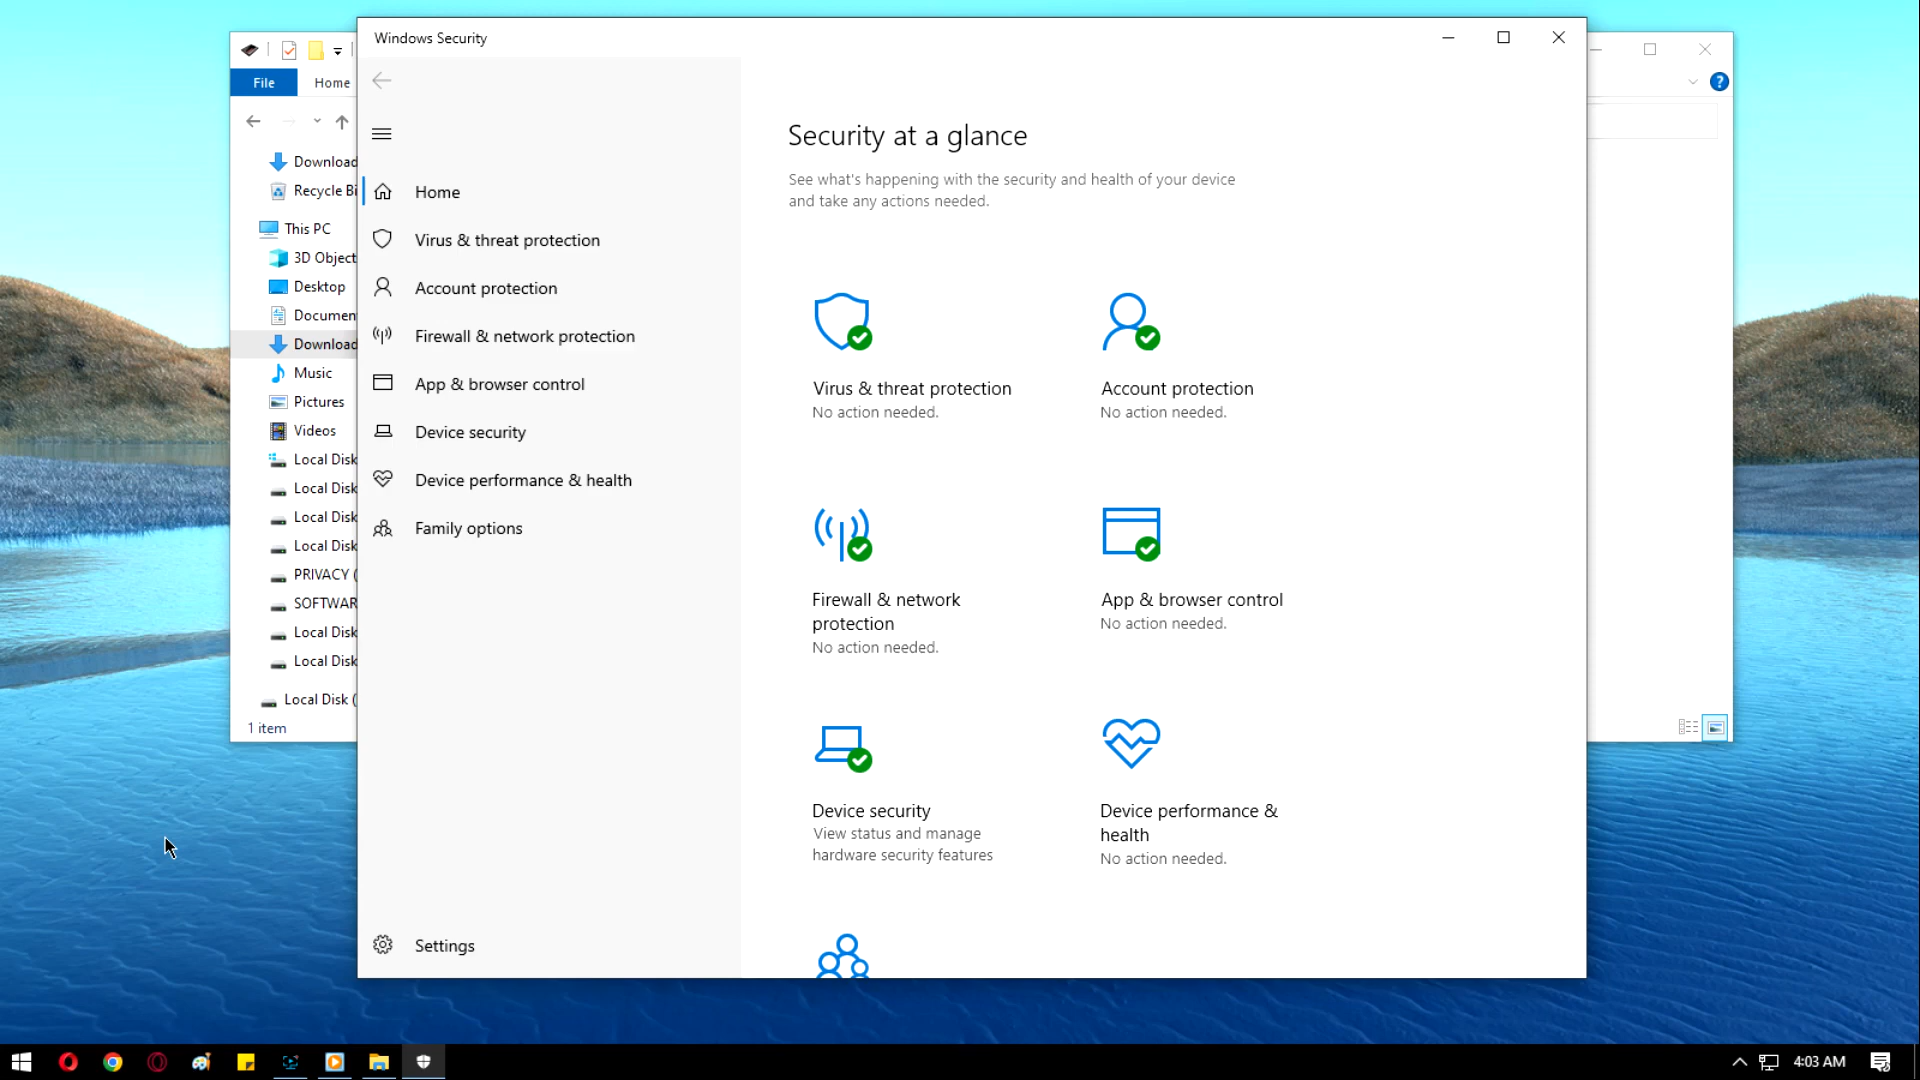 Windows Security
File
Home
Download
Recycle Bi
This PC
3D Object
Desktop
Documen
Download
Music
Pictures
Videos
Local Disk
Local Disk
Local Disk
Local Disk
PRIVACY (
SOFTWAR
Local Disk
Local Disk
Local Disk (
1 item
Home
Virus & threat protection
Account protection
Firewall & network protection
App & browser control
Device security
Device performance & health
Family options
Settings
Security at a glance
See what's happening with the security and health of your device
and take any actions needed.
Virus & threat protection
No action needed.
Account protection
No action needed.
Firewall & network
protection
No action needed.
App & browser control
No action needed.
Device security
View status and manage
hardware security features
Device performance &
health
No action needed.
4:03 AM